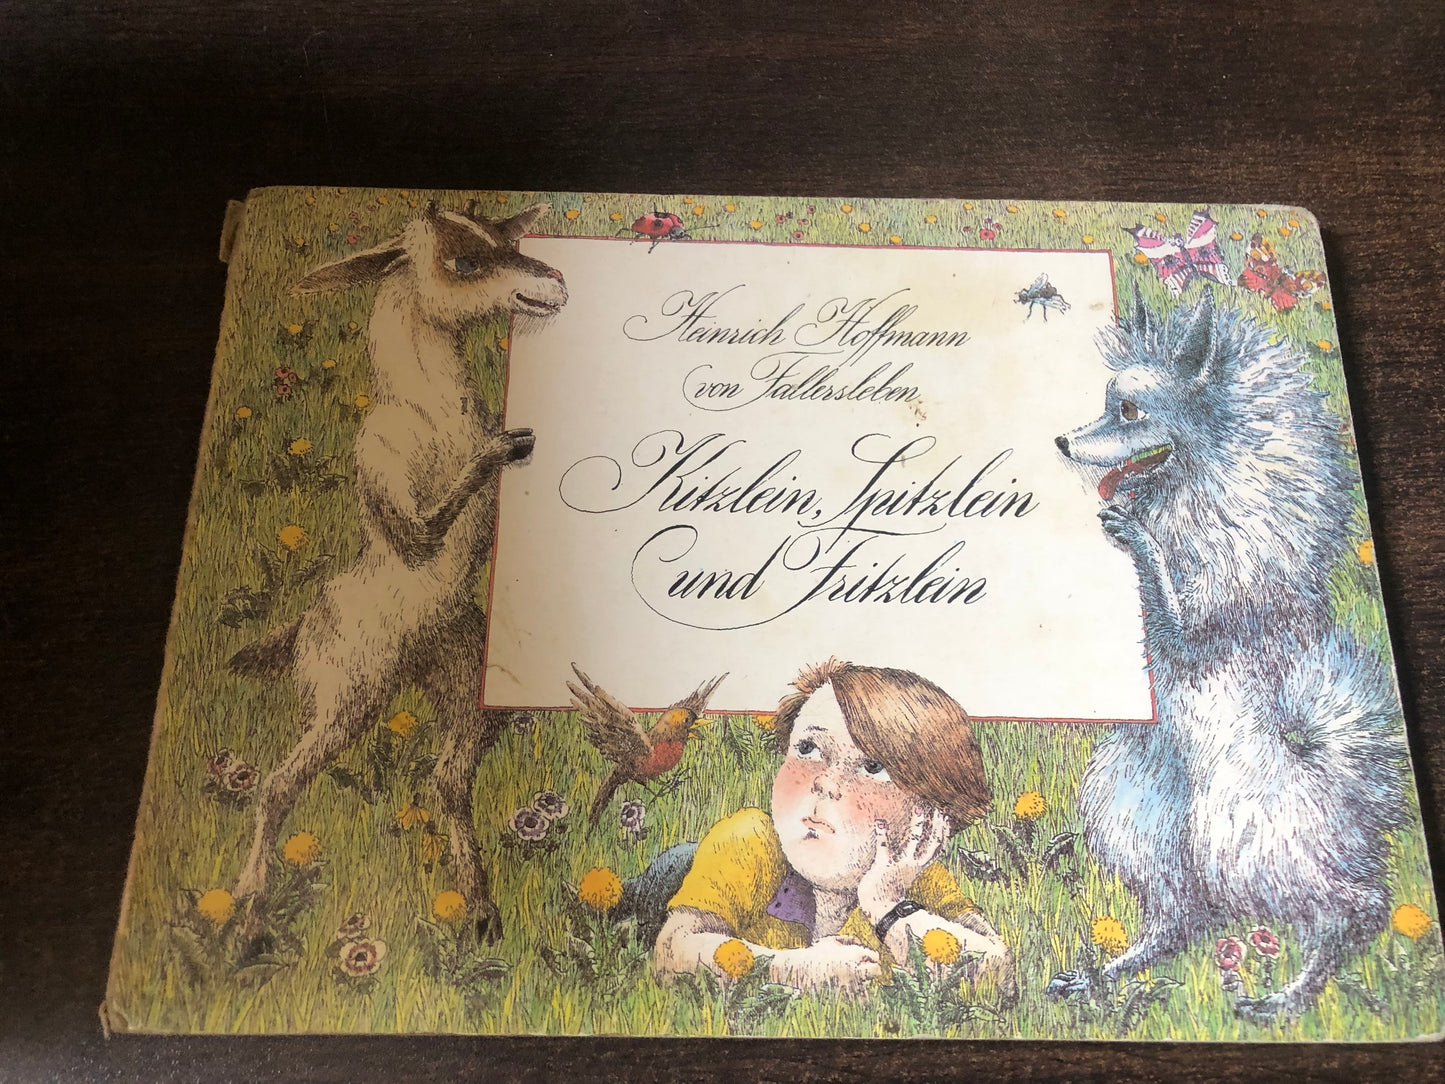 Heinrich Hoffmann
von Fallersleben
Kitzlein, Spitzlein
und Fritzlein